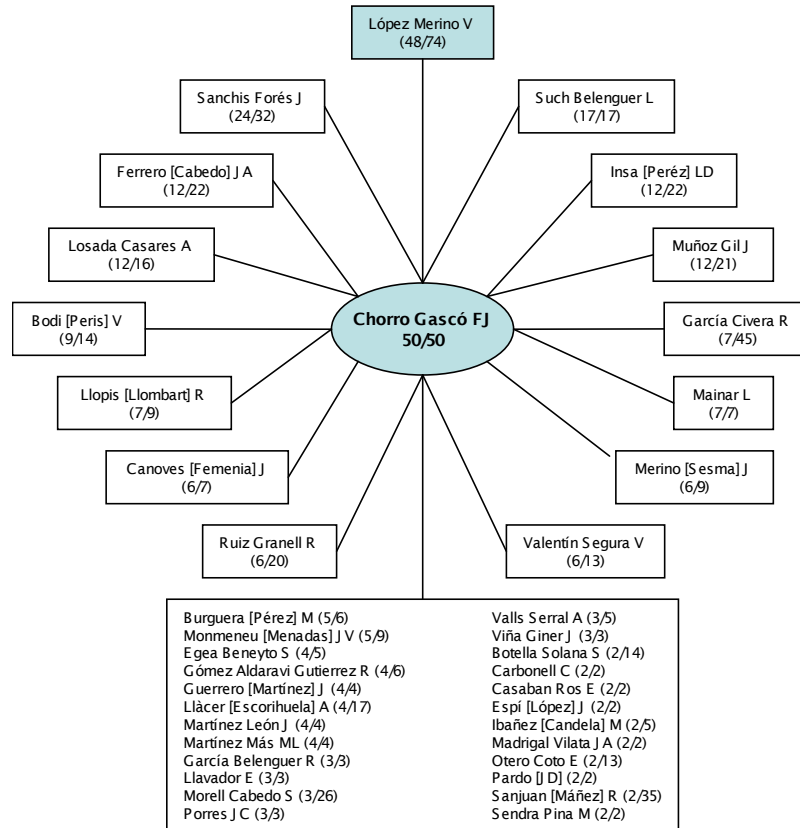 López Merino V
(48/74)
Sanchis Forés J
(24/32)
Such Belenguer L
(17/17)
Ferrero [Cabedo] J A
(12/22)
Insa [Peréz] LD
(12/22)
Losada Casares A
(12/16)
Muñoz Gil J
(12/21)
Bodi [Peris] V
(9/14)
Chorro Gascó FJ
50/50
García Civera R
(7/45)
Llopis [Llombart] R
(7/9)
Mainar L
(7/7)
Canoves [Femenia] J
(6/7)
Merino [Sesma] J
(6/9)
Ruiz Granell R
(6/20)
Valentín Segura V
(6/13)
Burguera [Pérez] M (5/6)
Monmeneu [Menadas] J V (5/9)
Egea Beneyto S (4/5)
Gómez Aldaravi Gutierrez R (4/6)
Guerrero [Martínez] J (4/4)
Llàcer [Escorihuela] A (4/17)
Martínez León J (4/4)
Martínez Más ML (4/4)
García Belenguer R (3/3)
Llavador E (3/3)
Morell Cabedo S (3/26)
Porres J C (3/3)
Valls Serral A (3/5)
Viña Giner J (3/3)
Botella Solana S (2/14)
Carbonell C (2/2)
Casaban Ros E (2/2)
Espí [López] J (2/2)
Ibañez [Candela] M (2/5)
Madrigal Vilata J A (2/2)
Otero Coto E (2/13)
Pardo [J D] (2/2)
Sanjuan [Máñez] R (2/35)
Sendra Pina M (2/2)